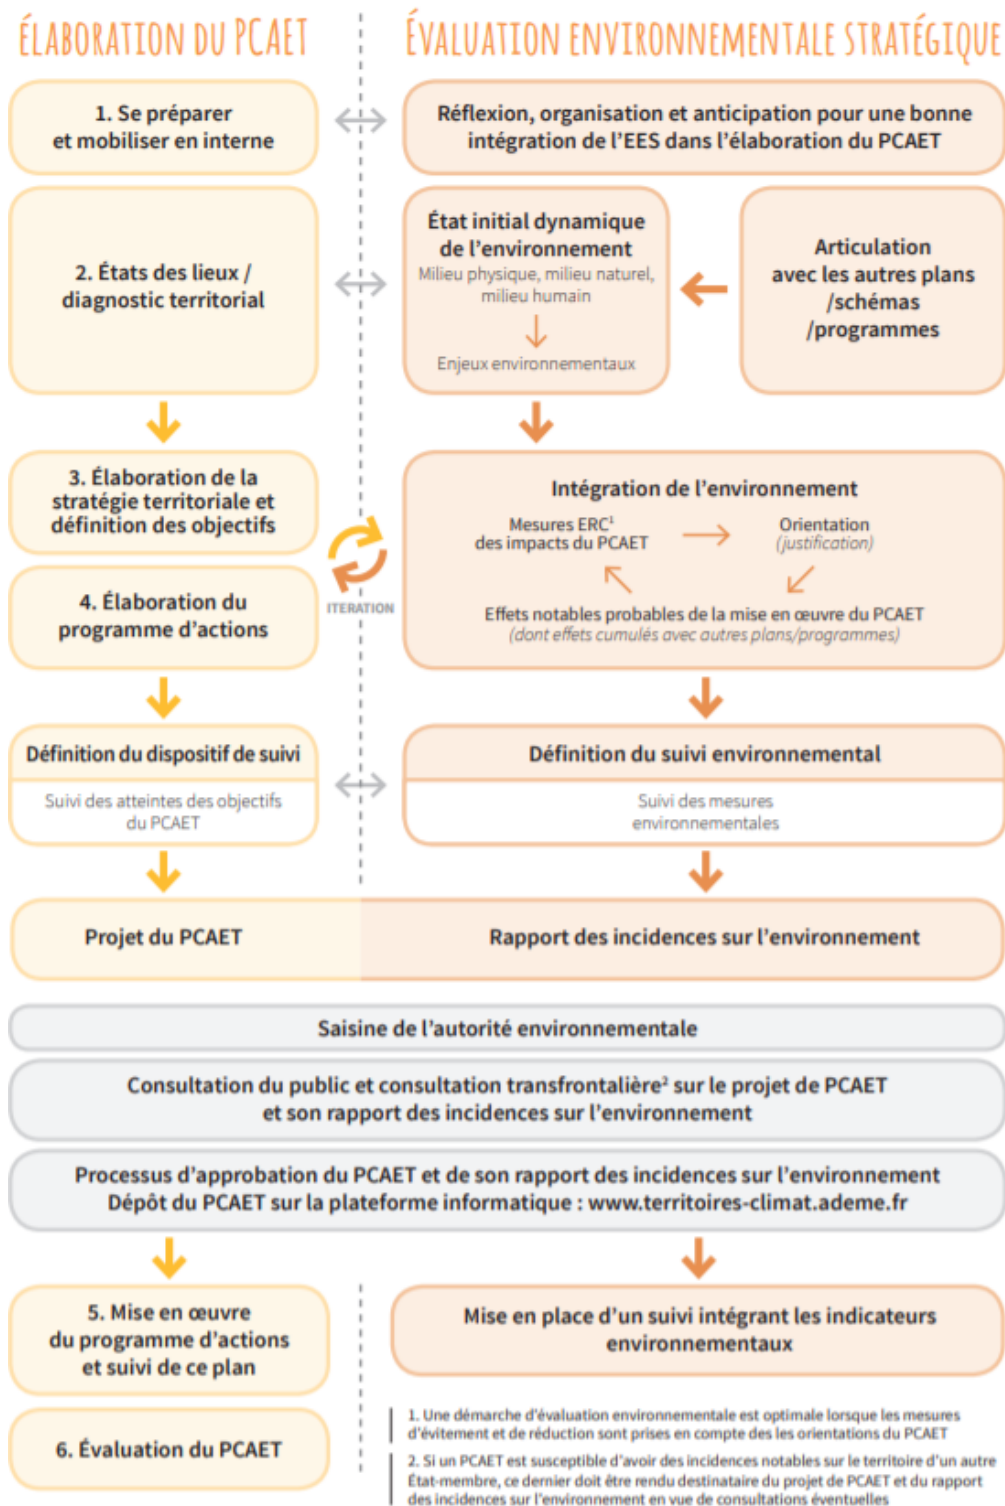 ÉLABORATION DU PCAET
ÉVALUATION ENVIRONNEMENTALE STRATÉGIQUE
1. Se préparer
et mobiliser en interne
Réflexion, organisation et anticipation pour une bonne
intégration de l'EES dans l'élaboration du PCAET
2. États des lieux /
diagnostic territorial
État initial dynamique
de l'environnement
Milieu physique, milieu naturel,
milieu humain
Enjeux environnementaux
Articulation
avec les autres plans
/schémas
/programmes
3. Élaboration de la
stratégie territoriale et
définition des objectifs
4. Élaboration du
programme d'actions
ITERATION
Intégration de l'environnement
Mesures ERC¹
des impacts du PCAET
Orientation
(justification)
Effets notables probables de la mise en œuvre du PCAET
(dont effets cumulés avec autres plans/programmes)
Définition du dispositif de suivi
Suivi des atteintes des objectifs
du PCAET
Définition du suivi environnemental
Suivi des mesures
environnementales
Projet du PCAET
Rapport des incidences sur l'environnement
Saisine de l'autorité environnementale
Consultation du public et consultation transfrontalière² sur le projet de PCAET
et son rapport des incidences sur l'environnement
Processus d'approbation du PCAET et de son rapport des incidences sur l'environnement
Dépôt du PCAET sur la plateforme informatique : www.territoires-climat.ademe.fr
5. Mise en œuvre
du programme d'actions
et suivi de ce plan
Mise en place d'un suivi intégrant les indicateurs
environnementaux
6. Évaluation du PCAET
1. Une démarche d'évaluation environnementale est optimale lorsque les mesures
d'évitement et de réduction sont prises en compte des les orientations du PCAET
2. Si un PCAET est susceptible d'avoir des incidences notables sur le territoire d'un autre
État-membre, ce dernier doit être rendu destinataire du projet de PCAET et du rapport
des incidences sur l'environnement en vue de consultations éventuelles